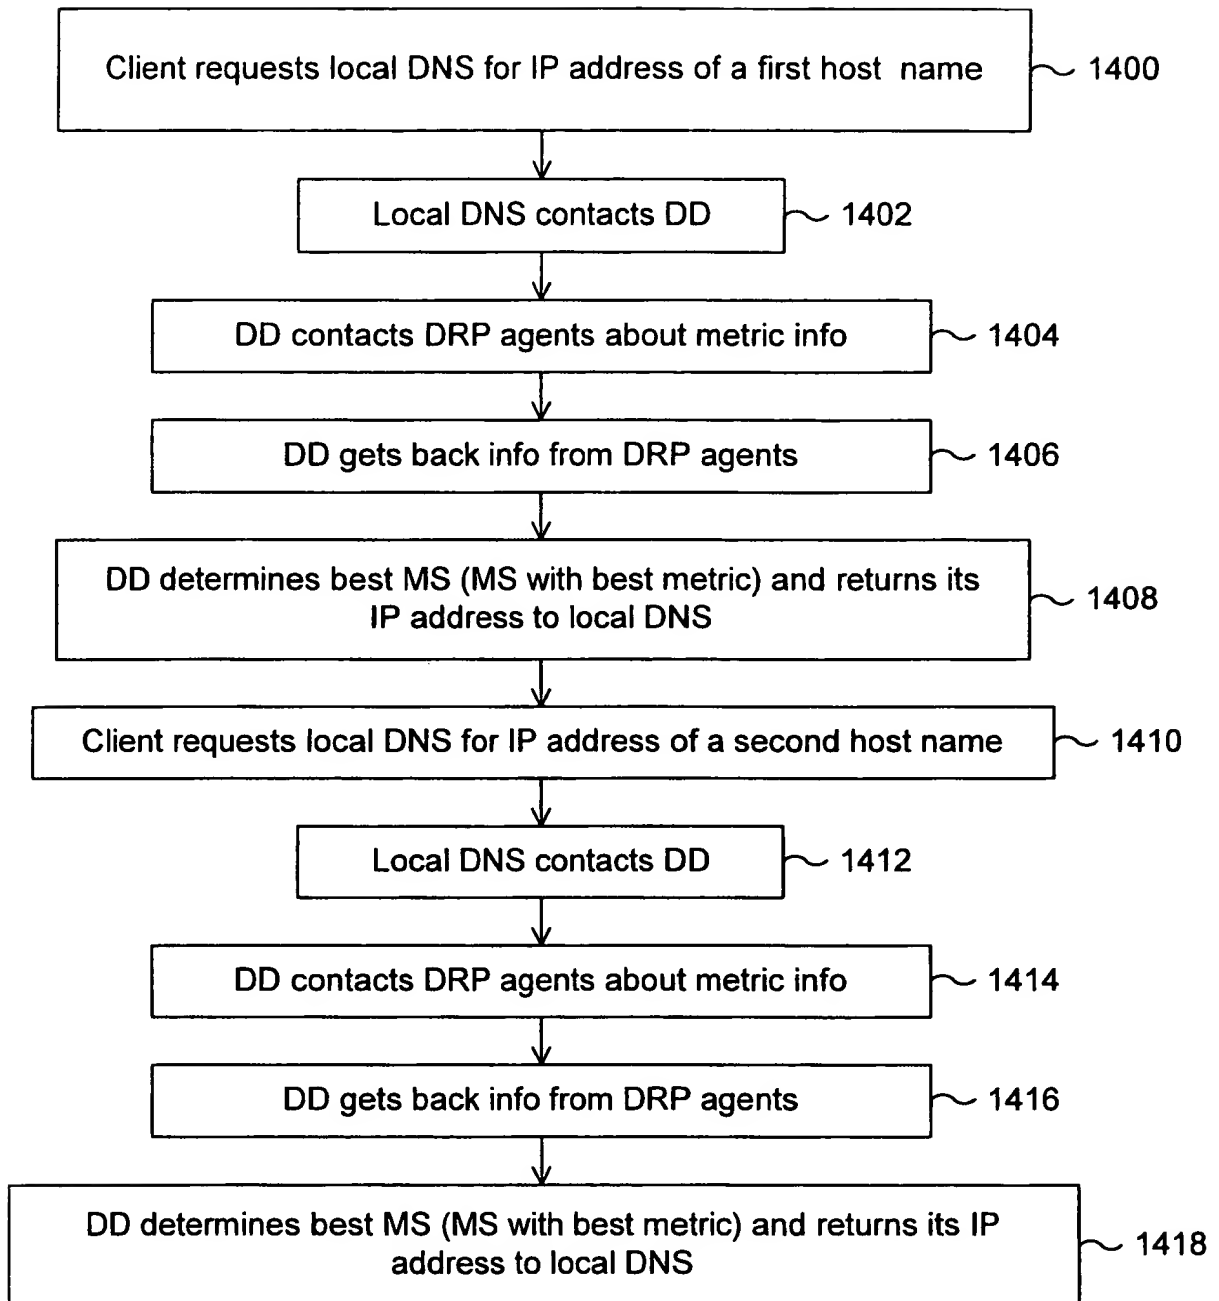 Client requests local DNS for IP address of a first host name
1400
Local DNS contacts DD
1402
DD contacts DRP agents about metric info
1404
DD gets back info from DRP agents
1406
DD determines best MS (MS with best metric) and returns its
IP address to local DNS
1408
Client requests local DNS for IP address of a second host name
1410
Local DNS contacts DD
1412
DD contacts DRP agents about metric info
1414
DD gets back info from DRP agents
1416
DD determines best MS (MS with best metric) and returns its IP
address to local DNS
1418